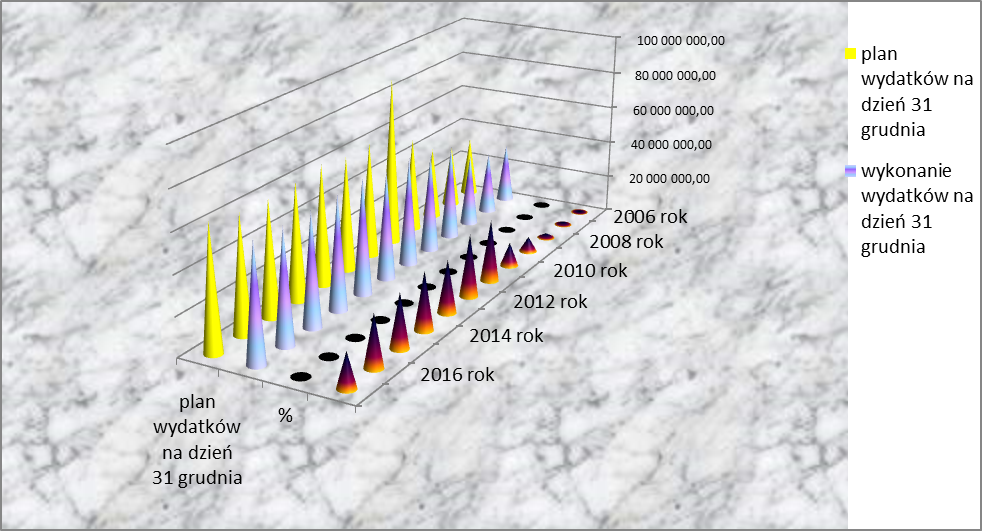 100 000 000,00
80 000 000,00
60 000 000,00
40 000 000,00
20 000 000,00
2006 rok
2008 rok
2010 rok
2012 rok
2014 rok
2016 rok
plan
wydatków
na dzień
31 grudnia
%
plan
wydatków na
dzień 31
grudnia
wykonanie
wydatków na
dzień 31
grudnia